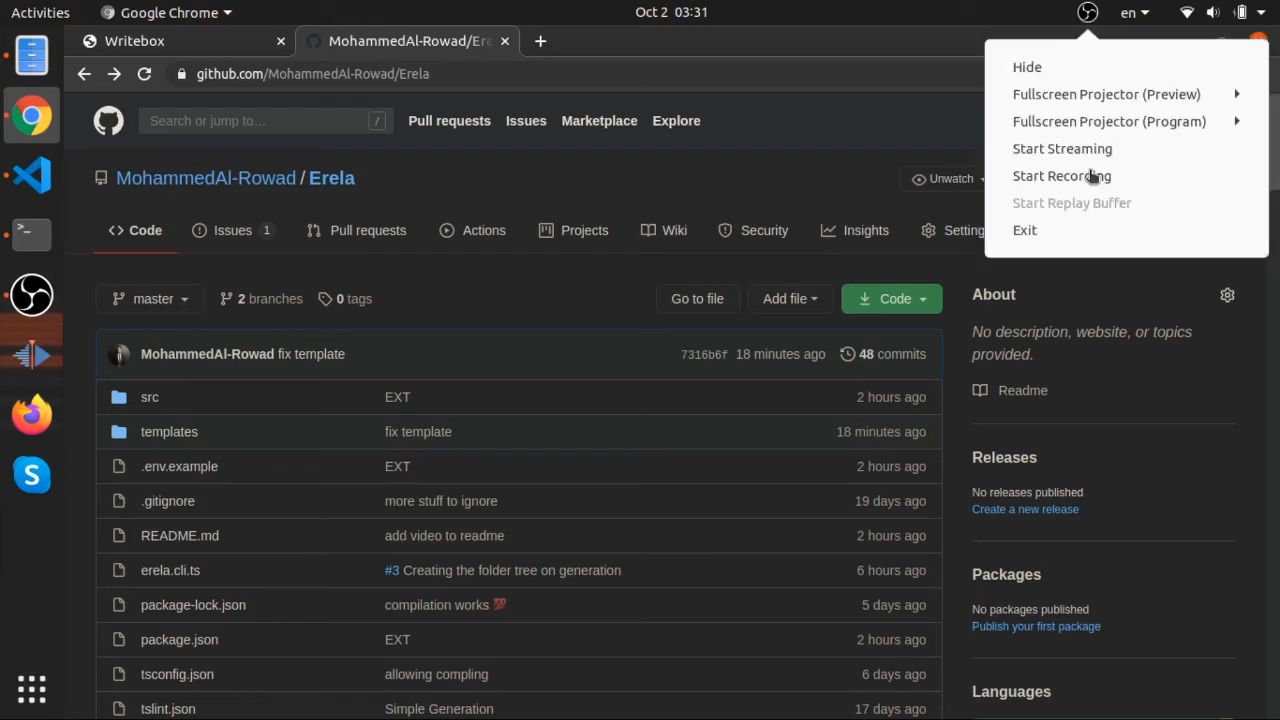 Activities
Google Chrome
Oct 2 03:31
en
Writebox
MohammedAl-Rowad/Ere
github.com/MohammedAl-Rowad/Erela
Hide
Fullscreen Projector (Preview)
Fullscreen Projector (Program)
Start Streaming
Start Recording
Start Replay Buffer
Exit
Search or jump to…
/
Pull requests
Issues
Marketplace
Explore
MohammedAl-Rowad / Erela
Unwatch
Code
Issues 1
Pull requests
Actions
Projects
Wiki
Security
Insights
master
2 branches
0 tags
Go to file
Add file
Code
MohammedAl-Rowad fix template
7316b6f 18 minutes ago
48 commits
src EXT 2 hours ago
templates fix template 18 minutes ago
.env.example EXT 2 hours ago
.gitignore more stuff to ignore 19 days ago
README.md add video to readme 2 hours ago
erela.cli.ts #3 Creating the folder tree on generation 6 hours ago
package-lock.json compilation works 💯 5 days ago
package.json EXT 2 hours ago
tsconfig.json allowing compling 6 days ago
tslint.json Simple Generation 17 days ago
About
No description, website, or topics
provided.
Readme
Releases
No releases published
Create a new release
Packages
No packages published
Publish your first package
Languages